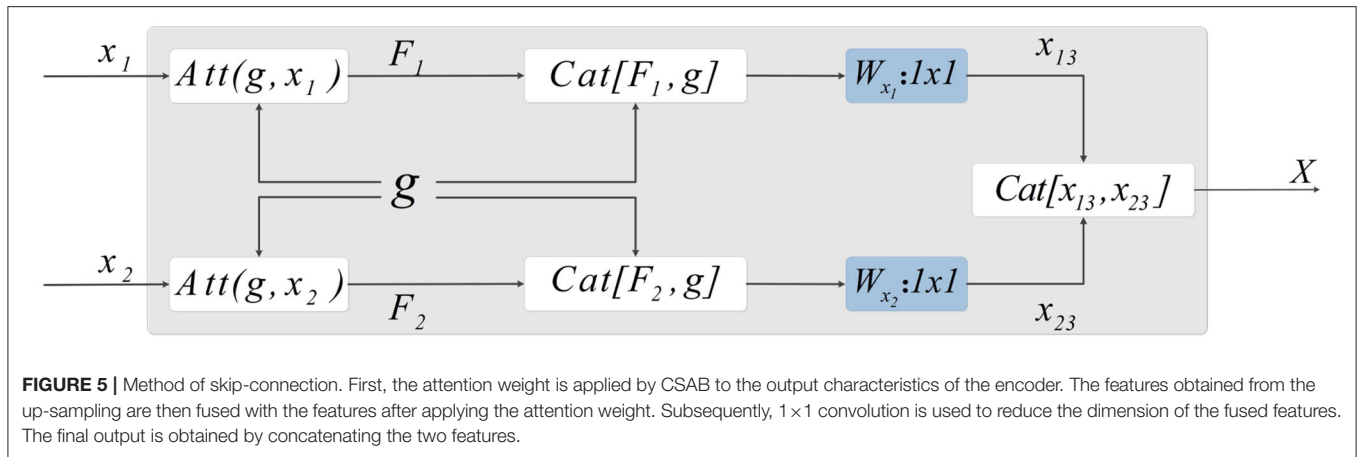 x₁ F₁ x₁₃
Att(g,x₁) Cat[F₁,g] Wₓ₁:1x1
g Cat[x₁₃,x₂₃] X
x₂ Att(g,x₂) Cat[F₂,g] Wₓ₂:1x1
F₂ x₂₃
FIGURE 5 | Method of skip-connection. First, the attention weight is applied by CSAB to the output characteristics of the encoder. The features obtained from the
up-sampling are then fused with the features after applying the attention weight. Subsequently, 1×1 convolution is used to reduce the dimension of the fused features.
The final output is obtained by concatenating the two features.